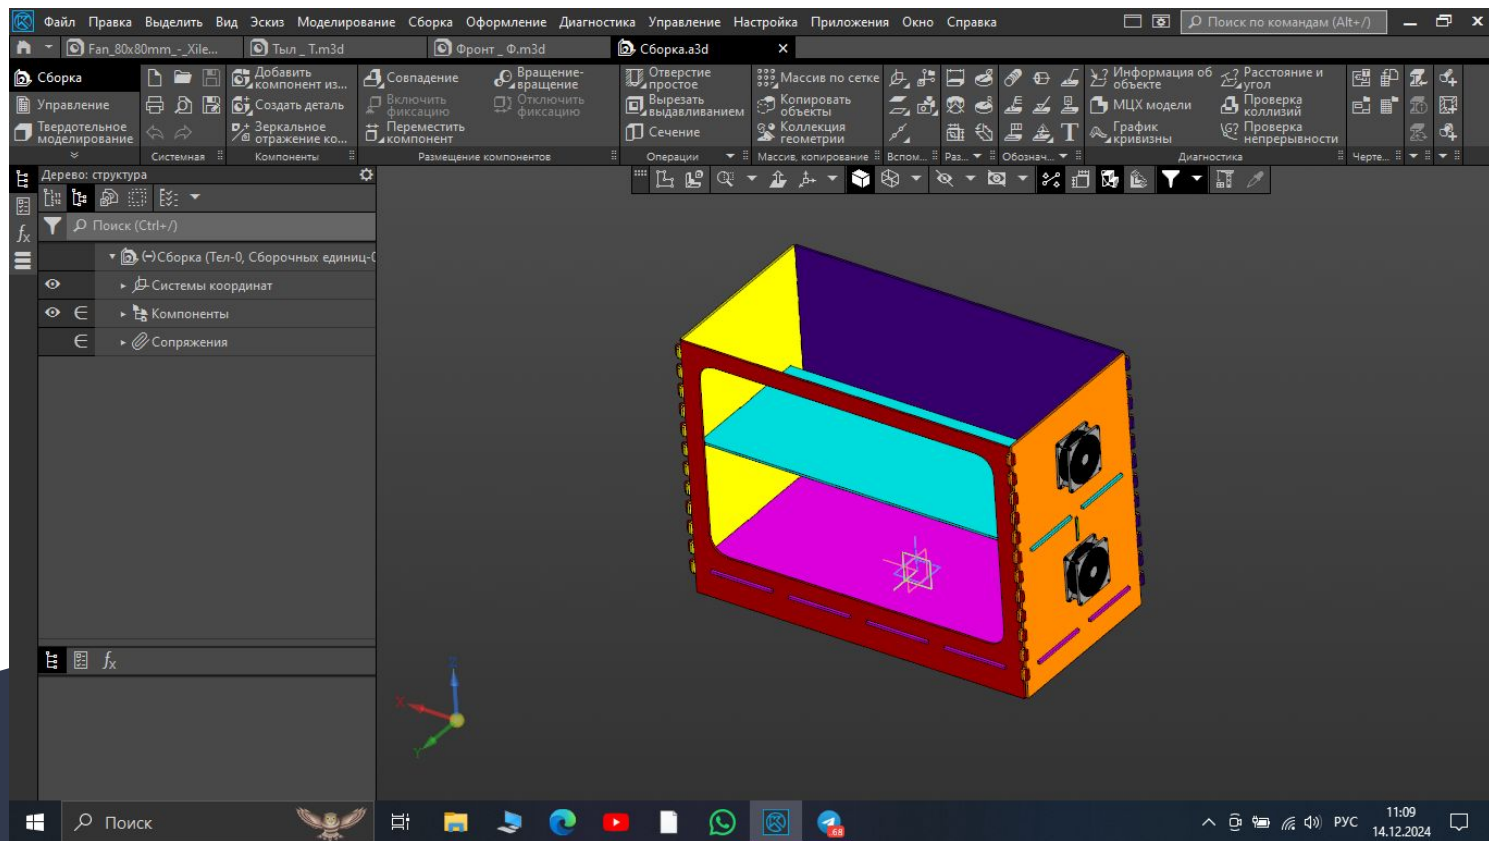 Файл Правка Выделить Вид Эскиз Моделирование Сборка Оформление Диагностика Управление Настройка Приложения Окно Справка Поиск по командам (Alt+/)
Fan_80x80mm_-_Xile... Тыл _ Т.m3d Фронт _ Ф.m3d Сборка.a3d
Сборка
Управление
Твердотельное моделирование
Системная
Добавить компонент из...
Создать деталь
Зеркальное отражение ко...
Компоненты
Совпадение
Включить фиксацию
Переместить компонент
Вращение-вращение
Отключить фиксацию
Размещение компонентов
Отверстие простое
Вырезать выдавливанием
Сечение
Операции
Массив по сетке
Копировать объекты
Коллекция геометрии
Массив, копирование
Вспом...
Раз...
Обознач...
Информация об объекте
МЦХ модели
График кривизны
Расстояние и угол
Проверка коллизий
Проверка непрерывности
Диагностика
Черте...
Дерево: структура
Поиск (Ctrl+/)
(-)Сборка (Тел-0, Сборочных единиц-0
Системы координат
Компоненты
Сопряжения
Z
X
Y
Поиск
68
РУС
11:09
14.12.2024